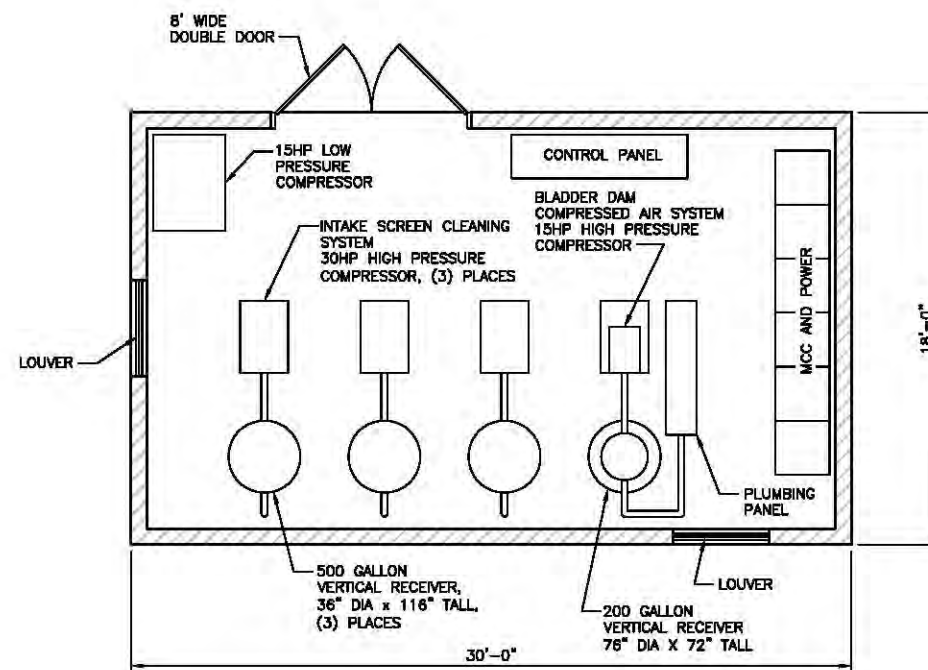 8' WIDE
DOUBLE DOOR
15HP LOW
PRESSURE
COMPRESSOR
CONTROL PANEL
BLADDER DAM
COMPRESSED AIR SYSTEM
15HP HIGH PRESSURE
COMPRESSOR
INTAKE SCREEN CLEANING
SYSTEM
30HP HIGH PRESSURE
COMPRESSOR, (3) PLACES
MCC AND POWER
18'-0"
LOUVER
PLUMBING
PANEL
500 GALLON
VERTICAL RECEIVER,
36" DIA x 116" TALL,
(3) PLACES
LOUVER
200 GALLON
VERTICAL RECEIVER
76" DIA X 72" TALL
30'-0"